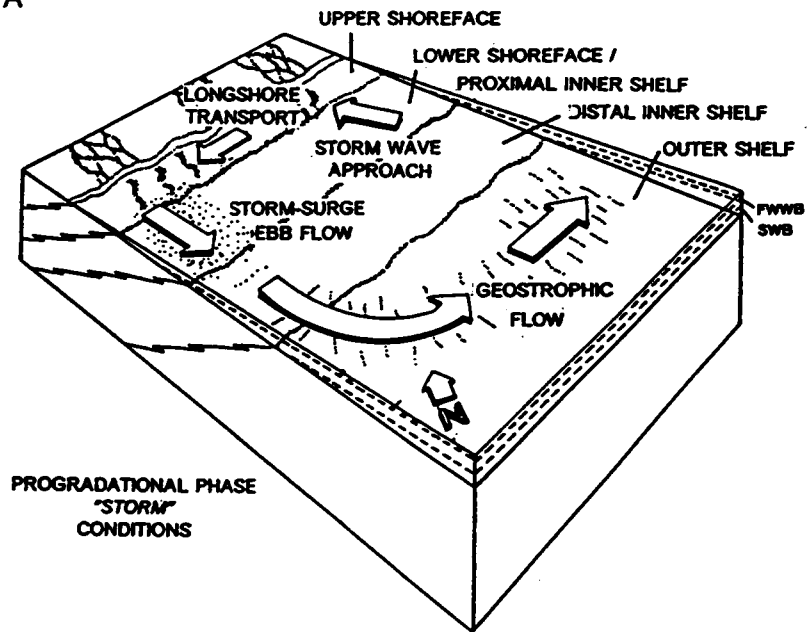 A
UPPER SHOREFACE
LOWER SHOREFACE /
PROXIMAL INNER SHELF
DISTAL INNER SHELF
OUTER SHELF
LONGSHORE
TRANSPORT
STORM WAVE
APPROACH
FWWB
SWB
STORM-SURGE
EBB FLOW
GEOSTROPHIC
FLOW
N
PROGRADATIONAL PHASE
"STORM"
CONDITIONS